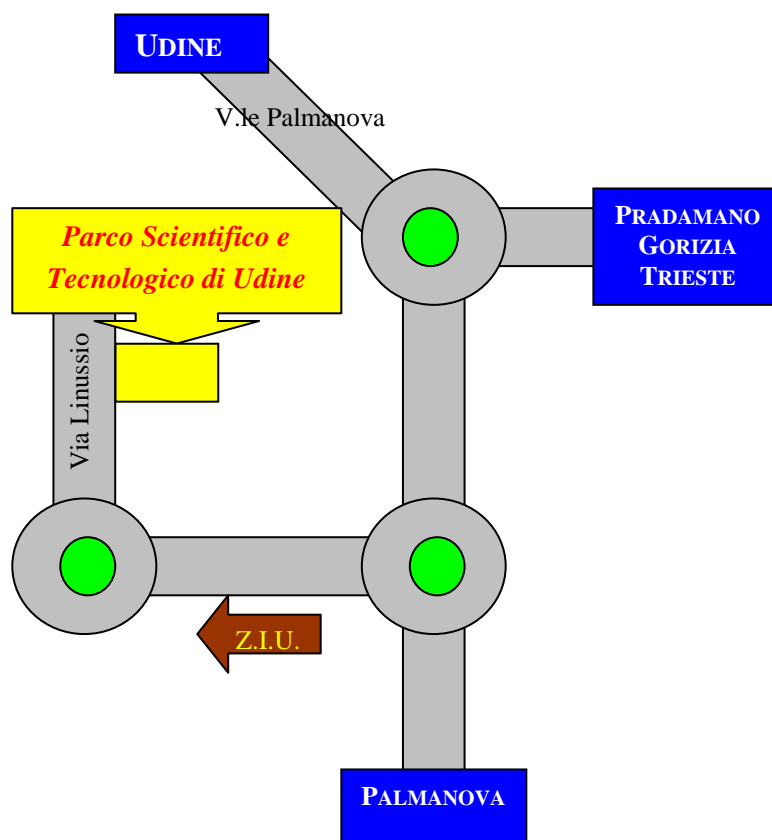 UDINE
V.le Palmanova
PRADAMANO
GORIZIA
TRIESTE
Parco Scientifico e
Tecnologico di Udine
Via Linussio
Z.I.U.
PALMANOVA